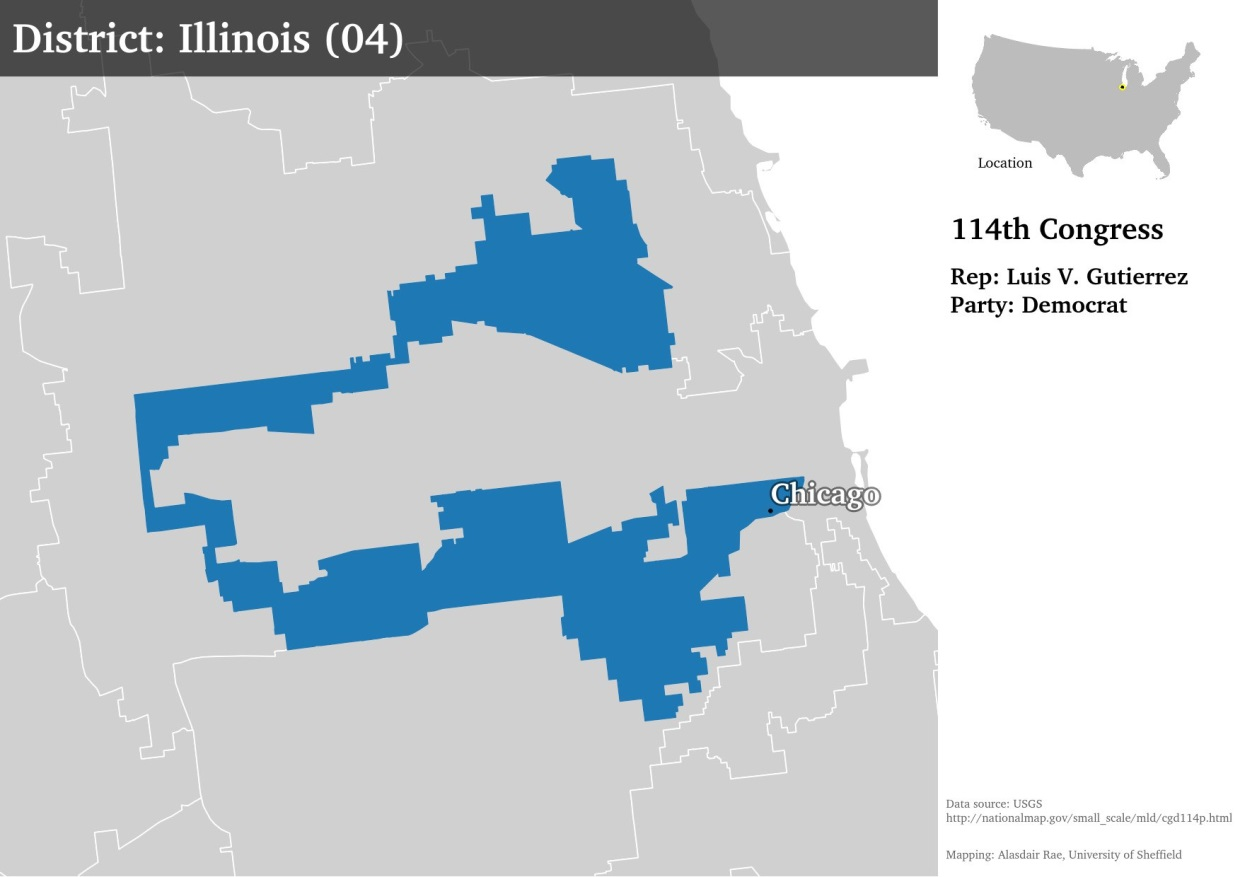 District: Illinois (04)
Location
114th Congress
Rep: Luis V. Gutierrez
Party: Democrat
Chicago
Data source: USGS
http://nationalmap.gov/small_scale/mld/cgd114p.html
Mapping: Alasdair Rae, University of Sheffield